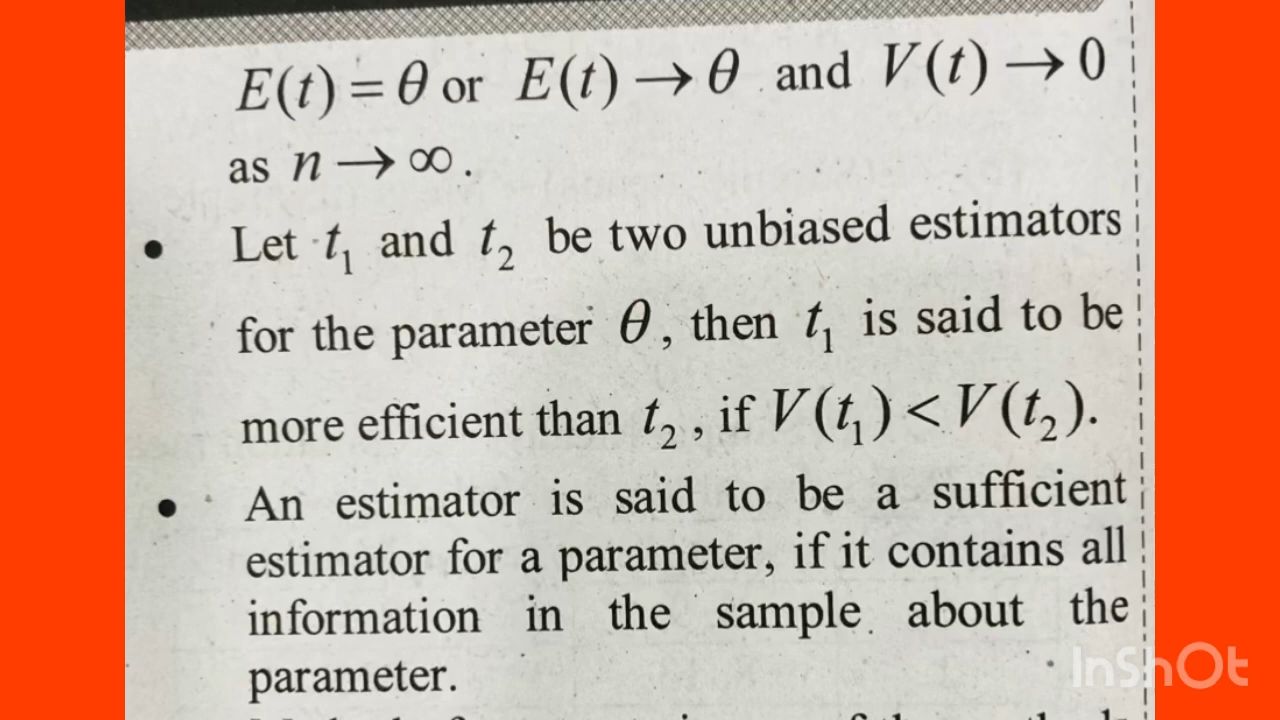 E(t) = θ or E(t) → θ and V(t) → 0
as n → ∞.
• Let t₁ and t₂ be two unbiased estimators
for the parameter θ, then t₁ is said to be
more efficient than t₂, if V(t₁) < V(t₂).
• An estimator is said to be a sufficient
estimator for a parameter, if it contains all
information in the sample about the
parameter.
InShOt